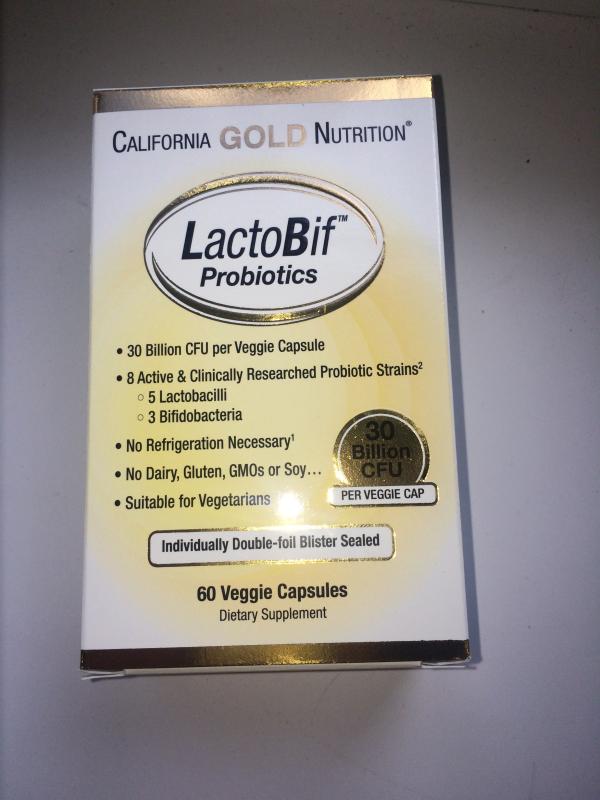 CALIFORNIA GOLD NUTRITION®
LactoBif™
Probiotics
• 30 Billion CFU per Veggie Capsule
• 8 Active & Clinically Researched Probiotic Strains²
○ 5 Lactobacilli
○ 3 Bifidobacteria
• No Refrigeration Necessary¹
• No Dairy, Gluten, GMOs or Soy...
• Suitable for Vegetarians
30
Billion
CFU
PER VEGGIE CAP
Individually Double-foil Blister Sealed
60 Veggie Capsules
Dietary Supplement